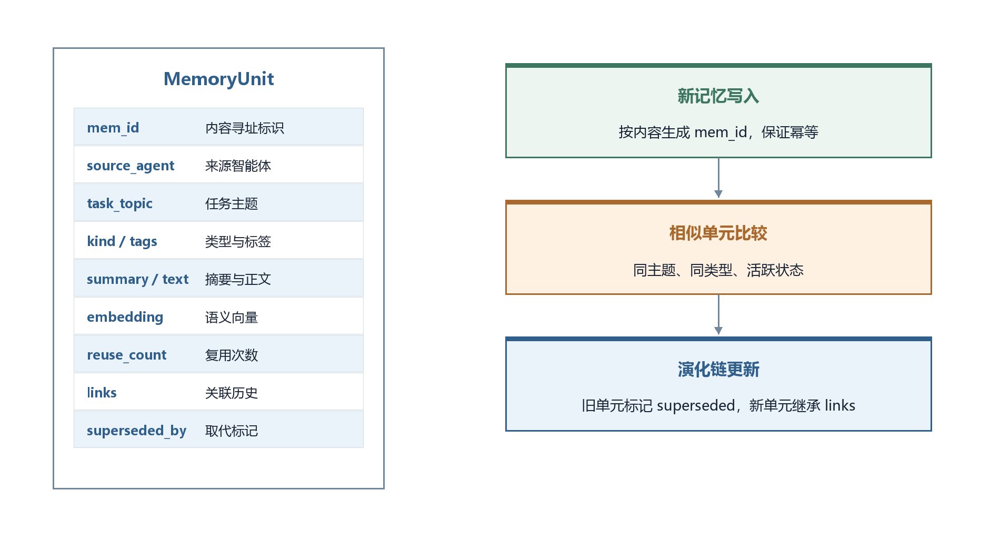 MemoryUnit
mem_id 内容寻址标识
source_agent 来源智能体
task_topic 任务主题
kind / tags 类型与标签
summary / text 摘要与正文
embedding 语义向量
reuse_count 复用次数
links 关联历史
superseded_by 取代标记
新记忆写入
按内容生成 mem_id，保证幂等
相似单元比较
同主题、同类型、活跃状态
演化链更新
旧单元标记 superseded，新单元继承 links